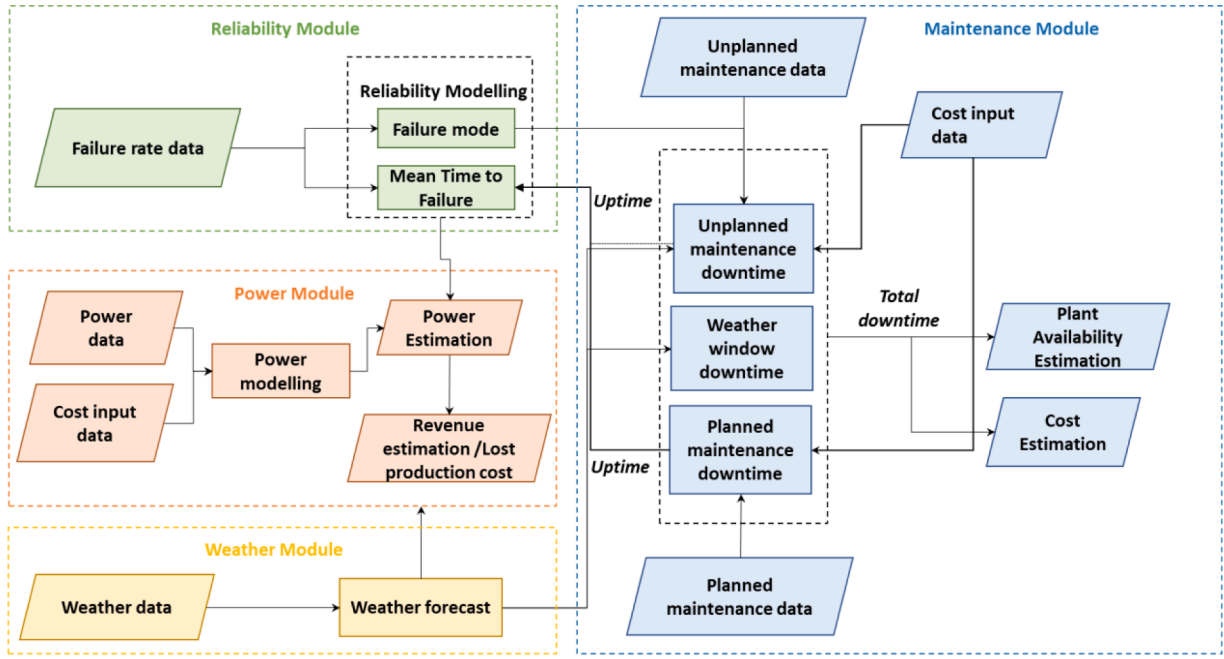 Reliability Module
Reliability Modelling
Failure rate data
Failure mode
Mean Time to
Failure
Power Module
Power
data
Cost input
data
Power
modelling
Power
Estimation
Revenue
estimation /Lost
production cost
Weather Module
Weather data
Weather forecast
Maintenance Module
Unplanned
maintenance data
Cost input
data
Uptime
Unplanned
maintenance
downtime
Weather
window
downtime
Planned
maintenance
downtime
Uptime
Total
downtime
Plant
Availability
Estimation
Cost
Estimation
Planned
maintenance data